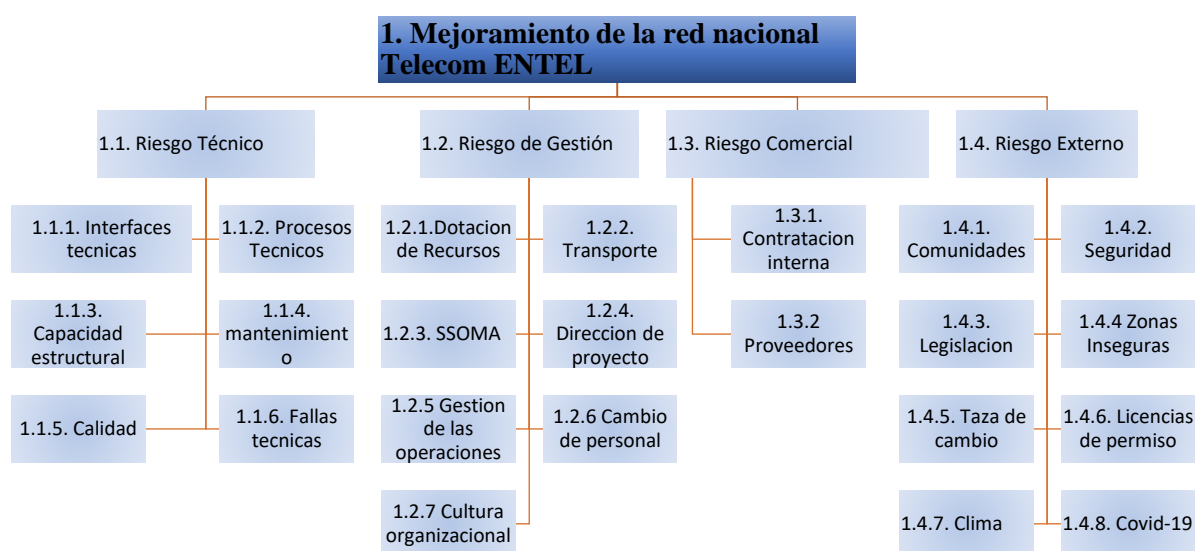 1. Mejoramiento de la red nacional
Telecom ENTEL
1.1. Riesgo Técnico
1.2. Riesgo de Gestión
1.3. Riesgo Comercial
1.4. Riesgo Externo
1.1.1. Interfaces
tecnicas
1.1.2. Procesos
Tecnicos
1.1.3.
Capacidad
estructural
1.1.4.
mantenimient
o
1.1.5. Calidad
1.1.6. Fallas
tecnicas
1.2.1.Dotacion
de Recursos
1.2.2.
Transporte
1.2.3. SSOMA
1.2.4.
Direccion de
proyecto
1.2.5 Gestion
de las
operaciones
1.2.6 Cambio
de personal
1.2.7 Cultura
organizacional
1.3.1.
Contratacion
interna
1.3.2
Proveedores
1.4.1.
Comunidades
1.4.2.
Seguridad
1.4.3.
Legislacion
1.4.4 Zonas
Inseguras
1.4.5. Taza de
cambio
1.4.6. Licencias
de permiso
1.4.7. Clima
1.4.8. Covid-19